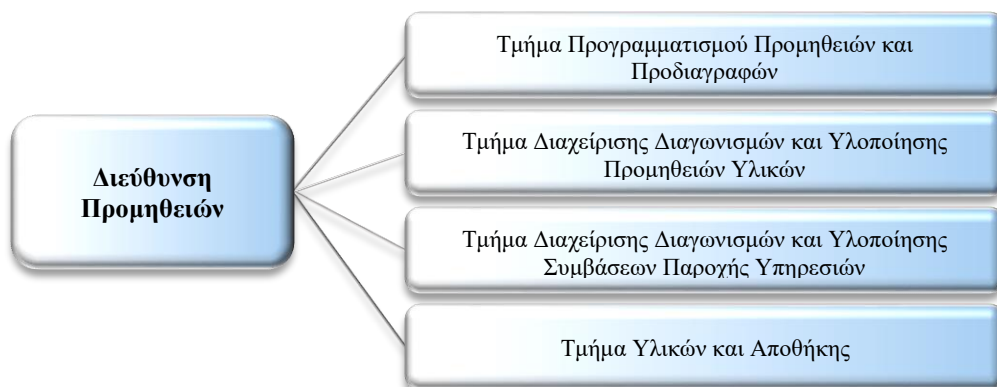 Διεύθυνση
Προμηθειών
Τμήμα Προγραμματισμού Προμηθειών και
Προδιαγραφών
Τμήμα Διαχείρισης Διαγωνισμών και Υλοποίησης
Προμηθειών Υλικών
Τμήμα Διαχείρισης Διαγωνισμών και Υλοποίησης
Συμβάσεων Παροχής Υπηρεσιών
Τμήμα Υλικών και Αποθήκης